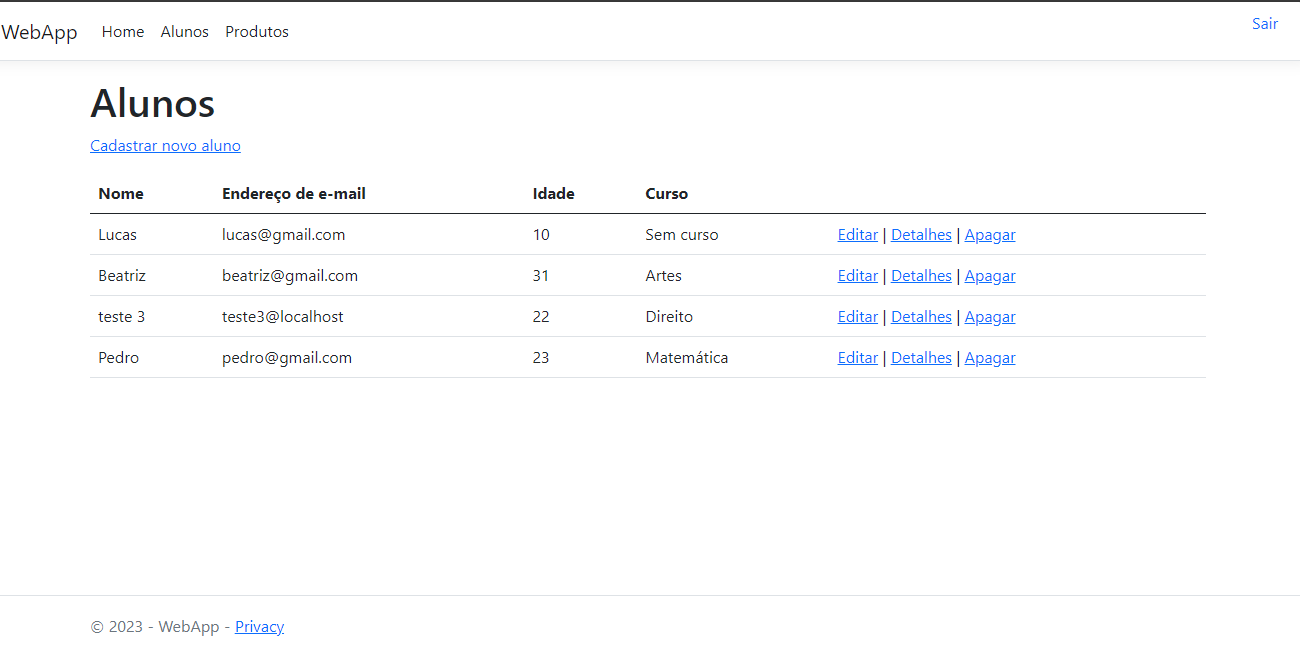 WebApp Home Alunos Produtos Sair
Alunos
Cadastrar novo aluno
Nome Endereço de e-mail Idade Curso
Lucas lucas@gmail.com 10 Sem curso Editar | Detalhes | Apagar
Beatriz beatriz@gmail.com 31 Artes Editar | Detalhes | Apagar
teste 3 teste3@localhost 22 Direito Editar | Detalhes | Apagar
Pedro pedro@gmail.com 23 Matemática Editar | Detalhes | Apagar
© 2023 - WebApp - Privacy